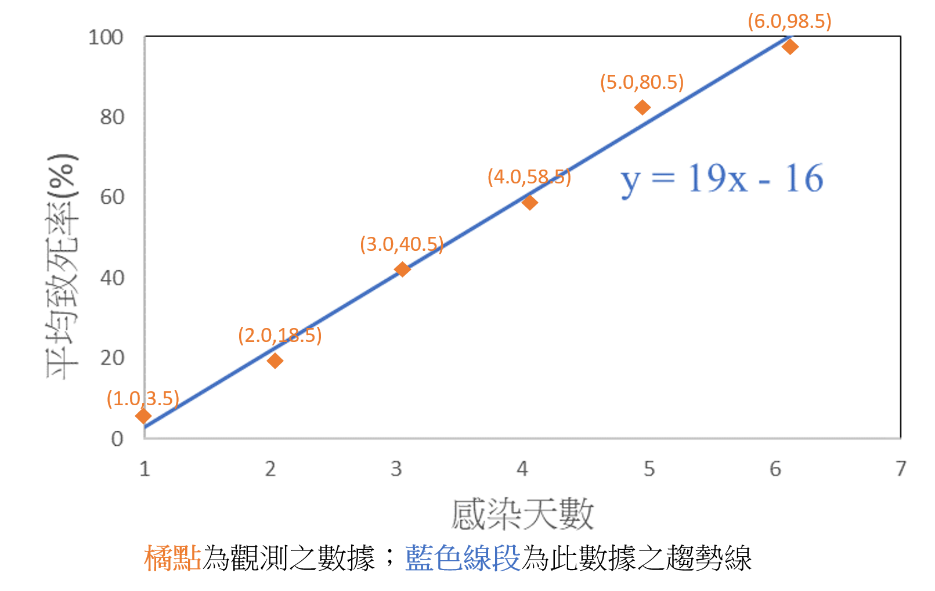 (6.0,98.5)
100
(5.0,80.5)
80
(4.0,58.5)
y = 19x - 16
60
(3.0,40.5)
40
(2.0,18.5)
20
(1.0,3.5)
0
平均致死率(%)
1 2 3 4 5 6 7
感染天數
橘點為觀測之數據；藍色線段為此數據之趨勢線